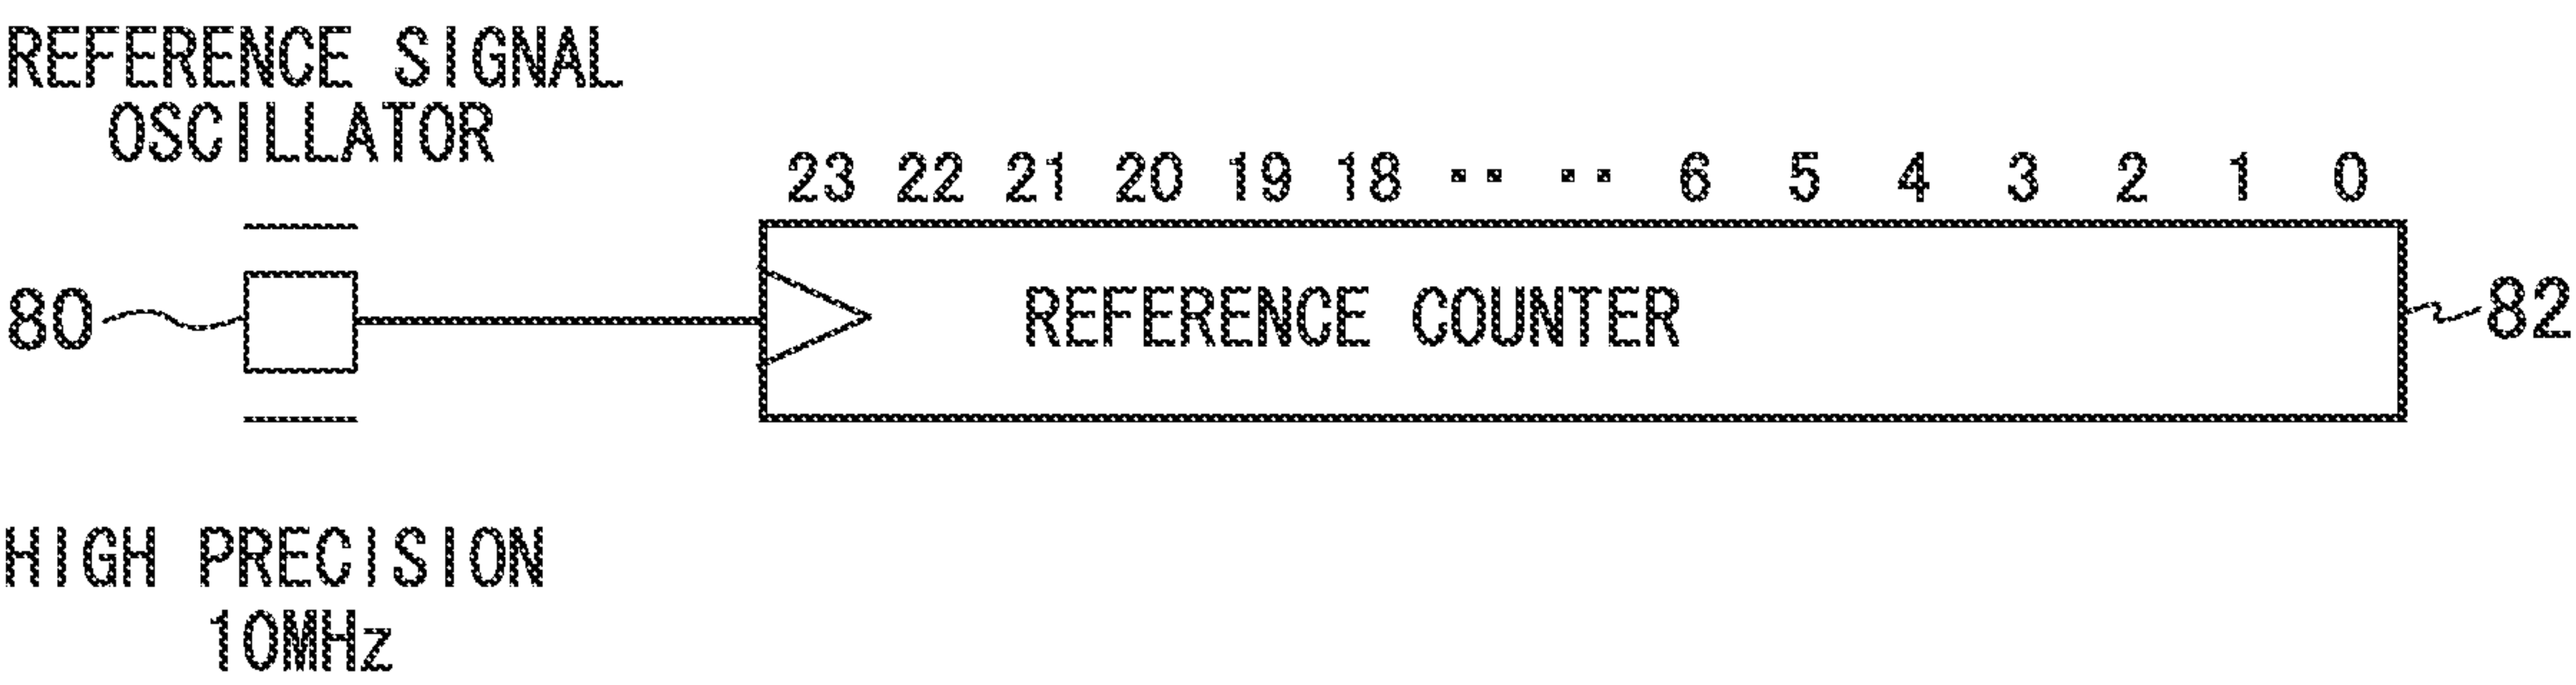 REFERENCE SIGNAL
OSCILLATOR
23 22 21 20 19 18 ·· ·· 6 5 4 3 2 1 0
80
REFERENCE COUNTER
82
HIGH PRECISION
10MHz